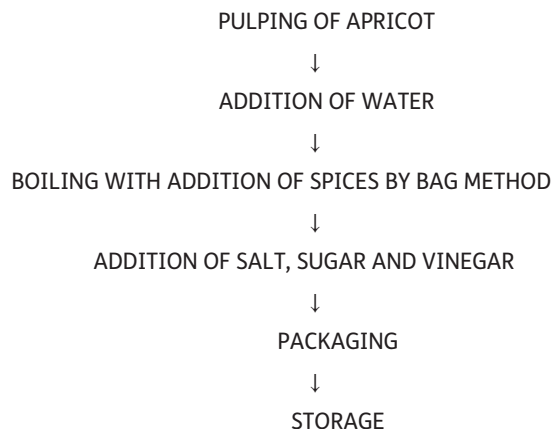 PULPING OF APRICOT
↓
ADDITION OF WATER
↓
BOILING WITH ADDITION OF SPICES BY BAG METHOD
↓
ADDITION OF SALT, SUGAR AND VINEGAR
↓
PACKAGING
↓
STORAGE